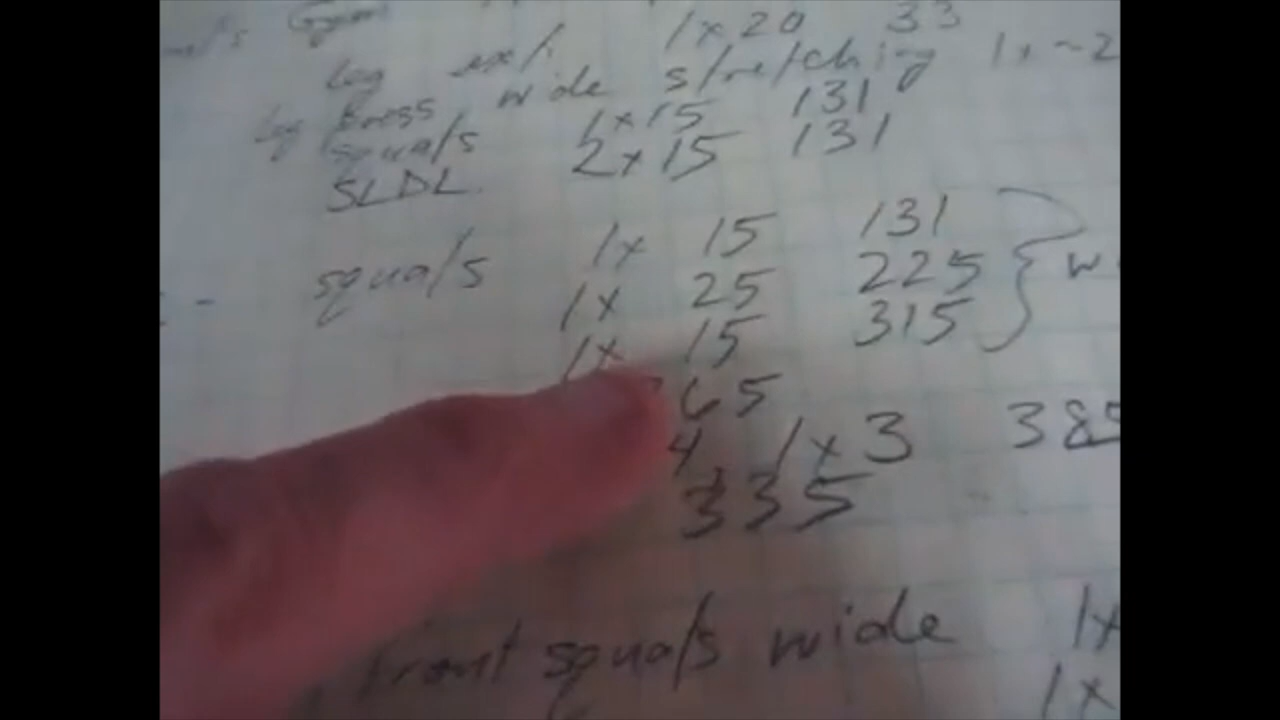 Gym
leg ext. 1x20 33
leg press wide stretching 1x~2
squats 1x15 131
SLDL 2x15 131
squats 1x 15 131
1x 25 225
1x 15 315
65
4, 1x3 385
335
front squats wide 1x
1x